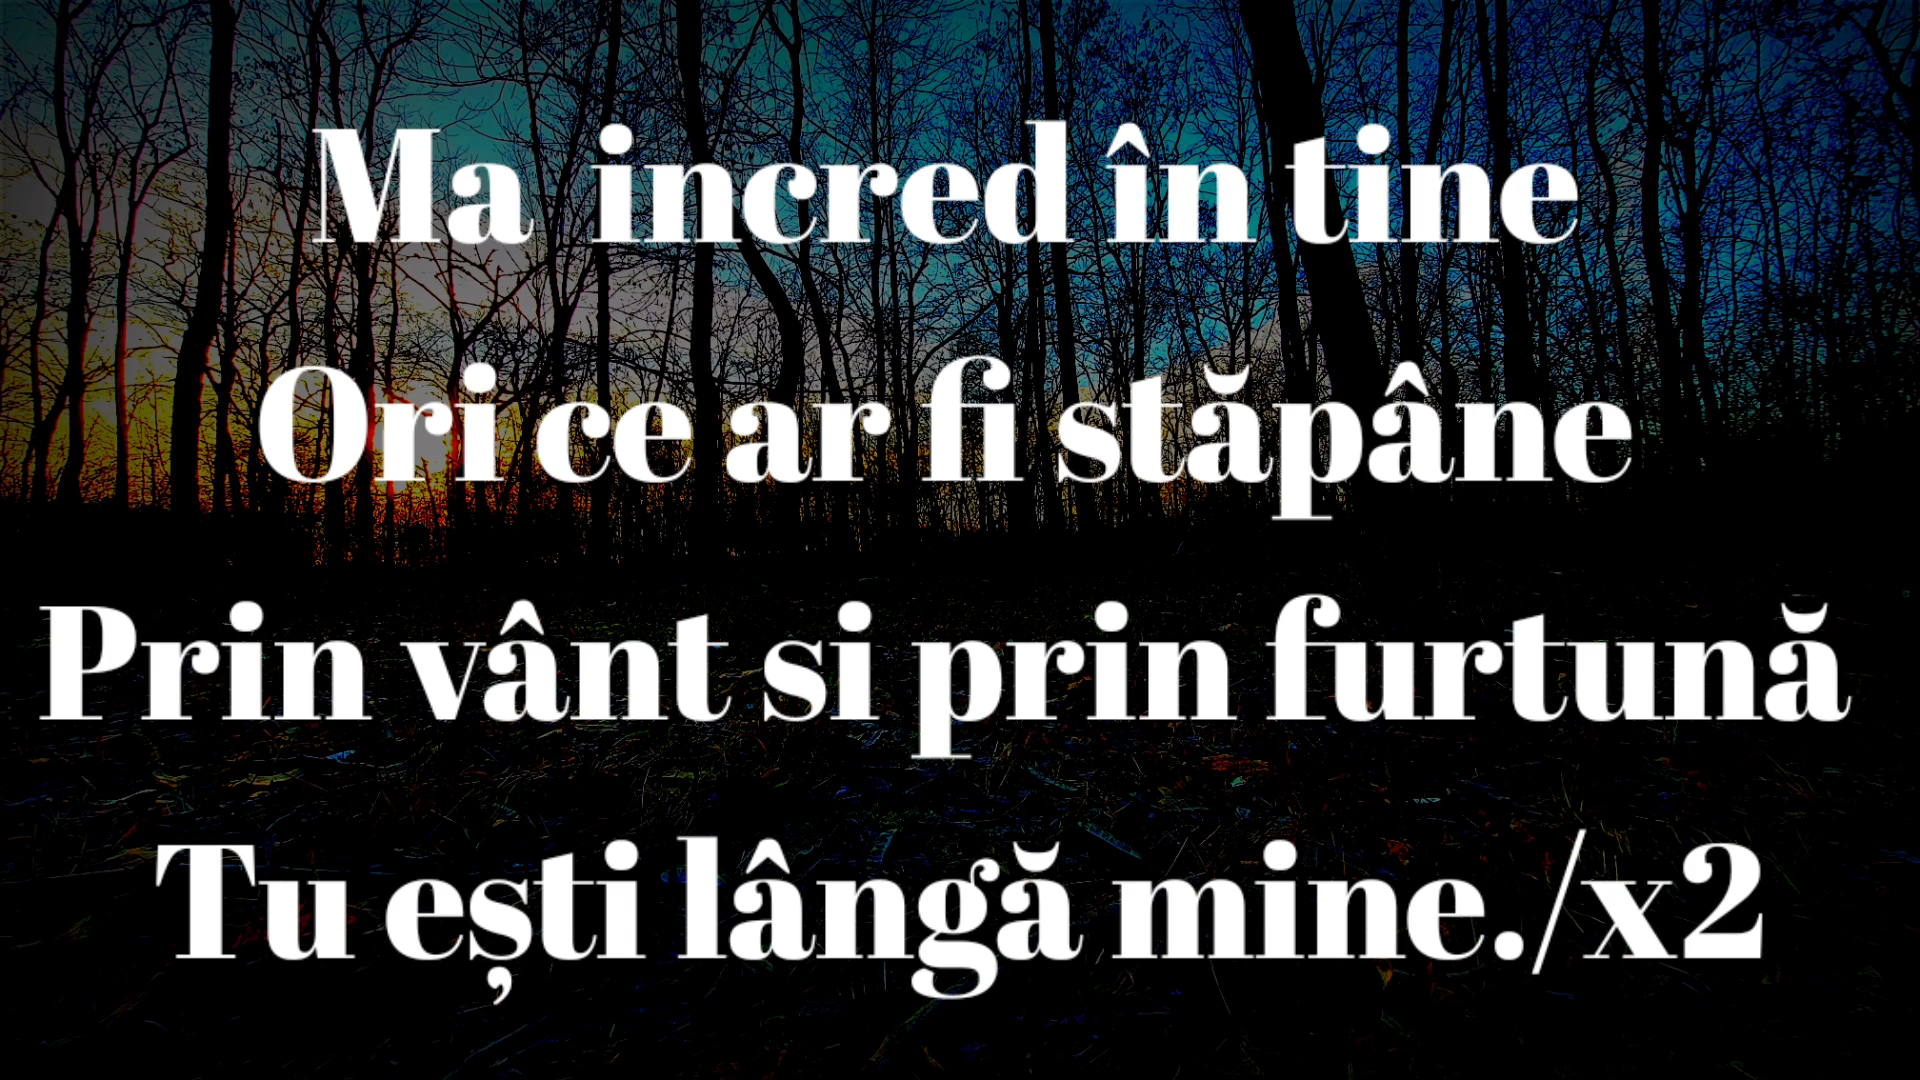 Ma  incred în tine
Ori ce ar fi stăpâne
Prin vânt si prin furtună
Tu ești lângă mine./x2